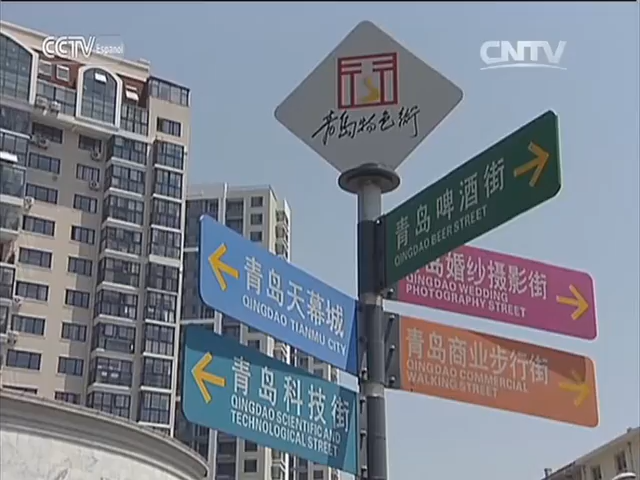 CCTV Español
CNTV
青岛特色街
青岛啤酒街
QINGDAO BEER STREET
青岛婚纱摄影街
QINGDAO WEDDING
PHOTOGRAPHY STREET
青岛天幕城
QINGDAO TIANMU CITY
青岛商业步行街
QINGDAO COMMERCIAL
WALKING STREET
青岛科技街
QINGDAO SCIENTIFIC AND
TECHNOLOGICAL STREET